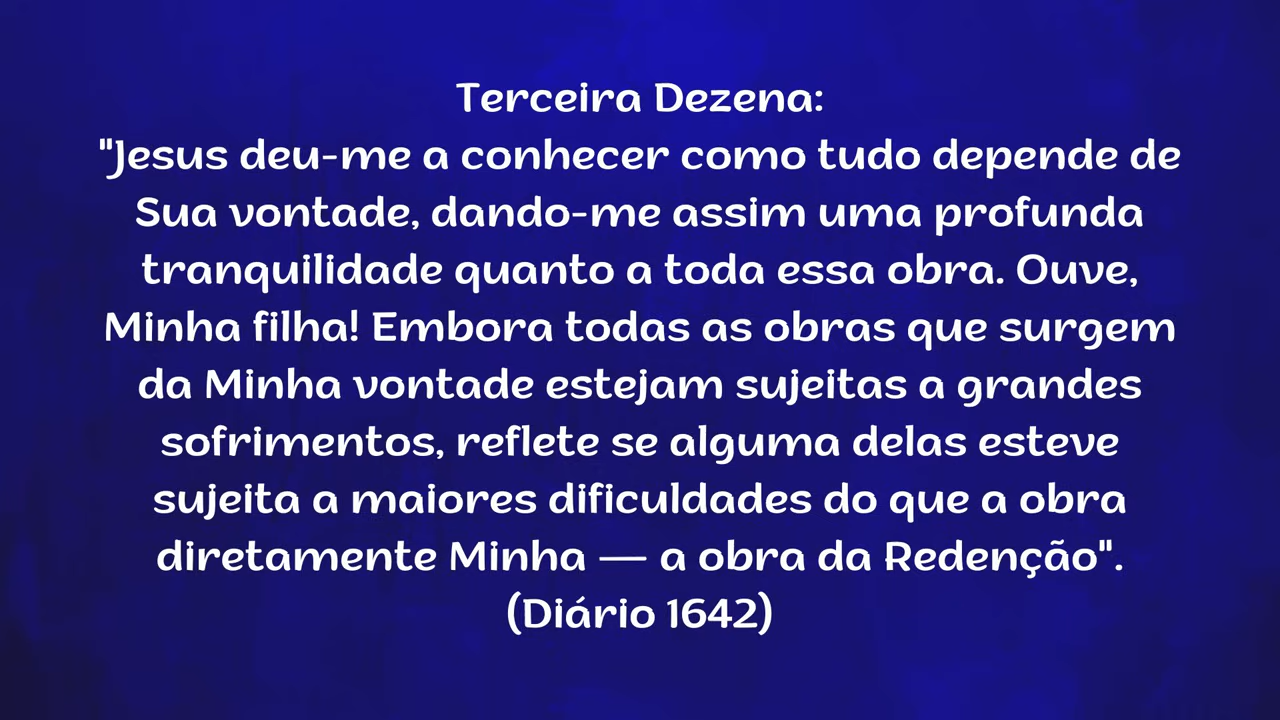 Terceira Dezena:
"Jesus deu-me a conhecer como tudo depende de
Sua vontade, dando-me assim uma profunda
tranquilidade quanto a toda essa obra. Ouve,
Minha filha! Embora todas as obras que surgem
da Minha vontade estejam sujeitas a grandes
sofrimentos, reflete se alguma delas esteve
sujeita a maiores dificuldades do que a obra
diretamente Minha — a obra da Redenção".
(Diário 1642)